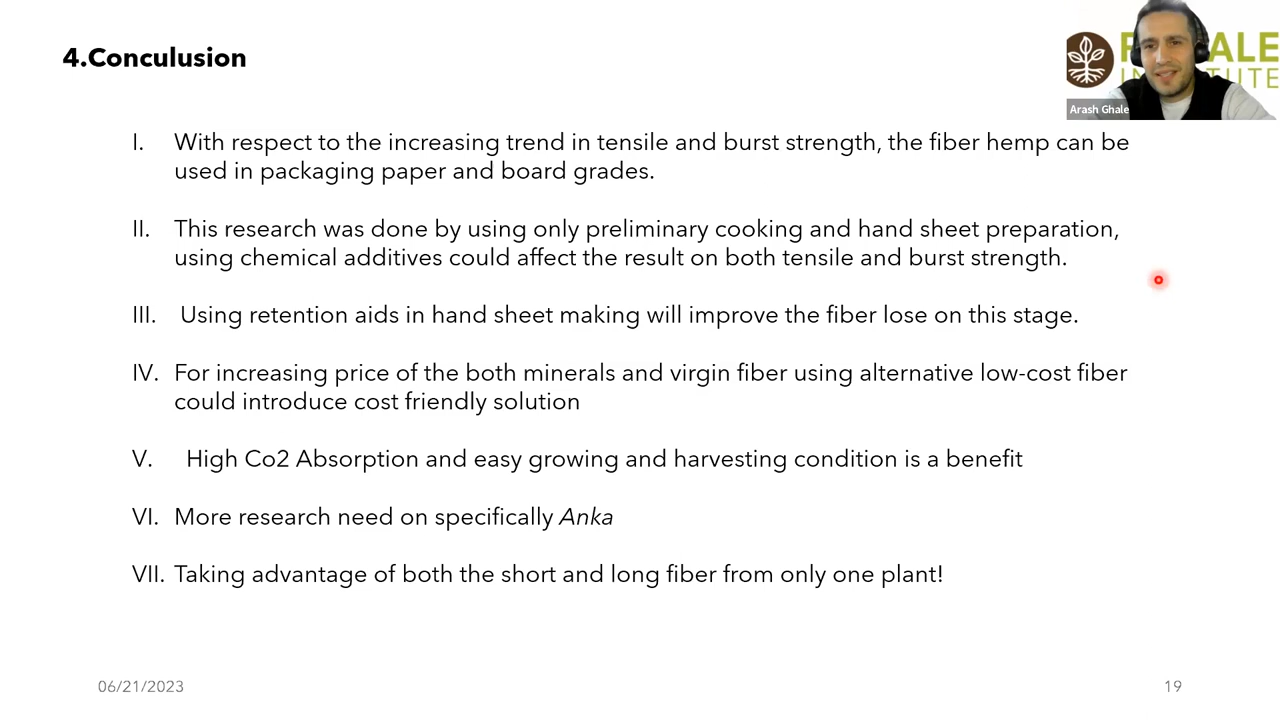 4.Conculusion
ALE
UTE
Arash Ghale
I. With respect to the increasing trend in tensile and burst strength, the fiber hemp can be
used in packaging paper and board grades.
II. This research was done by using only preliminary cooking and hand sheet preparation,
using chemical additives could affect the result on both tensile and burst strength.
III. Using retention aids in hand sheet making will improve the fiber lose on this stage.
IV. For increasing price of the both minerals and virgin fiber using alternative low-cost fiber
could introduce cost friendly solution
V. High Co2 Absorption and easy growing and harvesting condition is a benefit
VI. More research need on specifically Anka
VII. Taking advantage of both the short and long fiber from only one plant!
06/21/2023
19